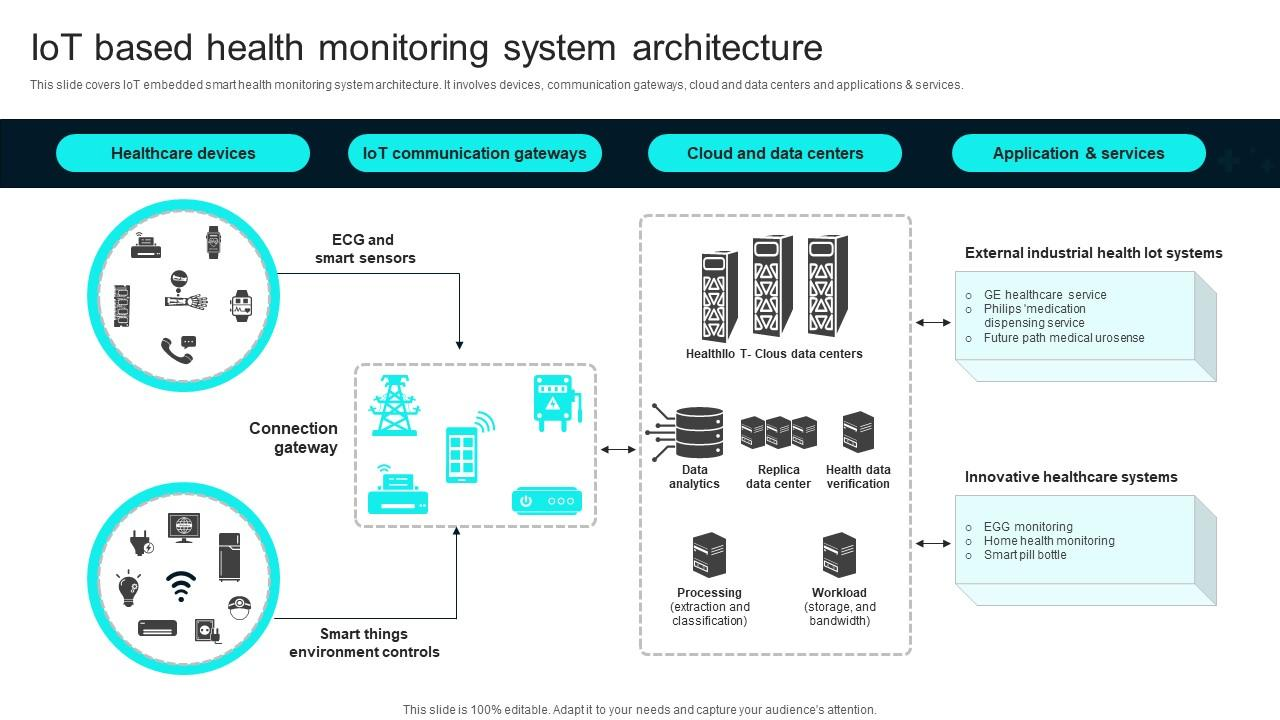 IoT based health monitoring system architecture
This slide covers IoT embedded smart health monitoring system architecture. It involves devices, communication gateways, cloud and data centers and applications & services.
Healthcare devices
IoT communication gateways
Cloud and data centers
Application & services
ECG and
smart sensors
Connection
gateway
Smart things
environment controls
HealthIIo T- Clous data centers
Data
analytics
Replica
data center
Health data
verification
Processing
(extraction and
classification)
Workload
(storage, and
bandwidth)
External industrial health Iot systems
o GE healthcare service
o Philips 'medication
dispensing service
o Future path medical urosense
Innovative healthcare systems
o EGG monitoring
o Home health monitoring
o Smart pill bottle
This slide is 100% editable. Adapt it to your needs and capture your audience's attention.